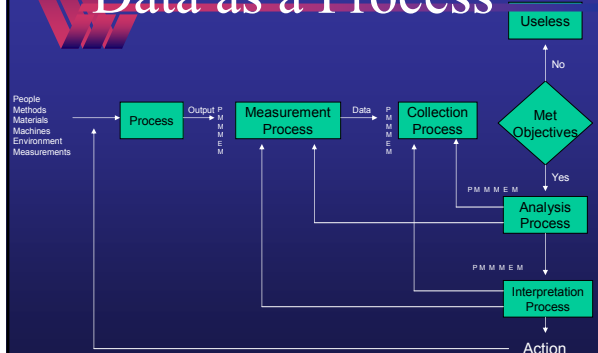 Data as a Process
Useless
No
People
Methods
Materials
Machines
Environment
Measurements
Process
Output
P
M
M
M
E
M
Measurement
Process
Data
P
M
M
M
E
M
Collection
Process
Met
Objectives
Yes
P M M M E M
Analysis
Process
P M M M E M
Interpretation
Process
Action